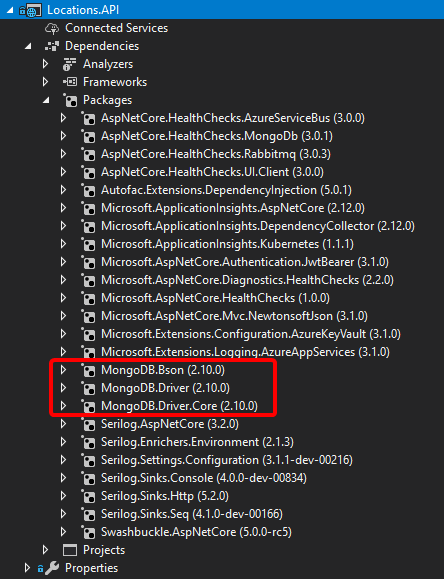 Locations.API
Connected Services
Dependencies
Analyzers
Frameworks
Packages
AspNetCore.HealthChecks.AzureServiceBus (3.0.0)
AspNetCore.HealthChecks.MongoDb (3.0.1)
AspNetCore.HealthChecks.Rabbitmq (3.0.3)
AspNetCore.HealthChecks.UI.Client (3.0.0)
Autofac.Extensions.DependencyInjection (5.0.1)
Microsoft.ApplicationInsights.AspNetCore (2.12.0)
Microsoft.ApplicationInsights.DependencyCollector (2.12.0)
Microsoft.ApplicationInsights.Kubernetes (1.1.1)
Microsoft.AspNetCore.Authentication.JwtBearer (3.1.0)
Microsoft.AspNetCore.Diagnostics.HealthChecks (2.2.0)
Microsoft.AspNetCore.HealthChecks (1.0.0)
Microsoft.AspNetCore.Mvc.NewtonsoftJson (3.1.0)
Microsoft.Extensions.Configuration.AzureKeyVault (3.1.0)
Microsoft.Extensions.Logging.AzureAppServices (3.1.0)
MongoDB.Bson (2.10.0)
MongoDB.Driver (2.10.0)
MongoDB.Driver.Core (2.10.0)
Serilog.AspNetCore (3.2.0)
Serilog.Enrichers.Environment (2.1.3)
Serilog.Settings.Configuration (3.1.1-dev-00216)
Serilog.Sinks.Console (4.0.0-dev-00834)
Serilog.Sinks.Http (5.2.0)
Serilog.Sinks.Seq (4.1.0-dev-00166)
Swashbuckle.AspNetCore (5.0.0-rc5)
Projects
Properties